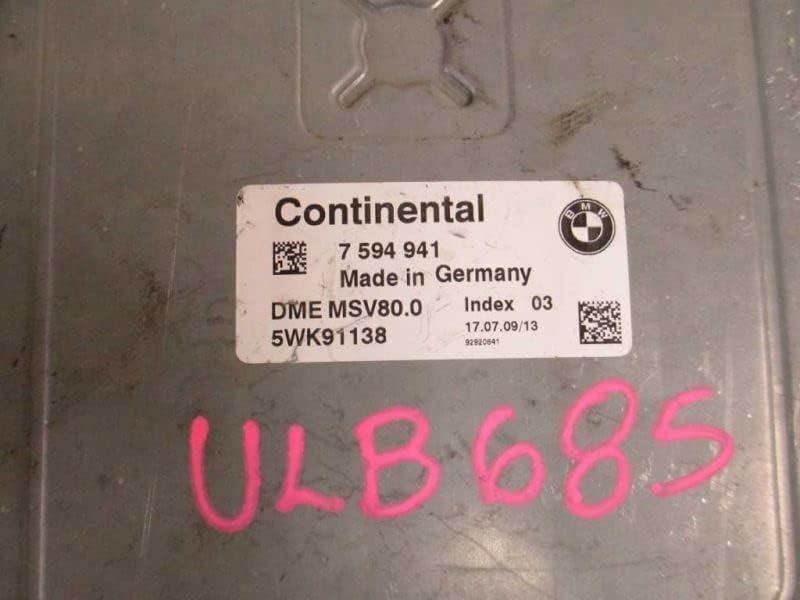 Continental
BMW
7 594 941
Made in Germany
DME MSV80.0 Index 03
5WK91138 17.07.09/13
92920841
ULB685